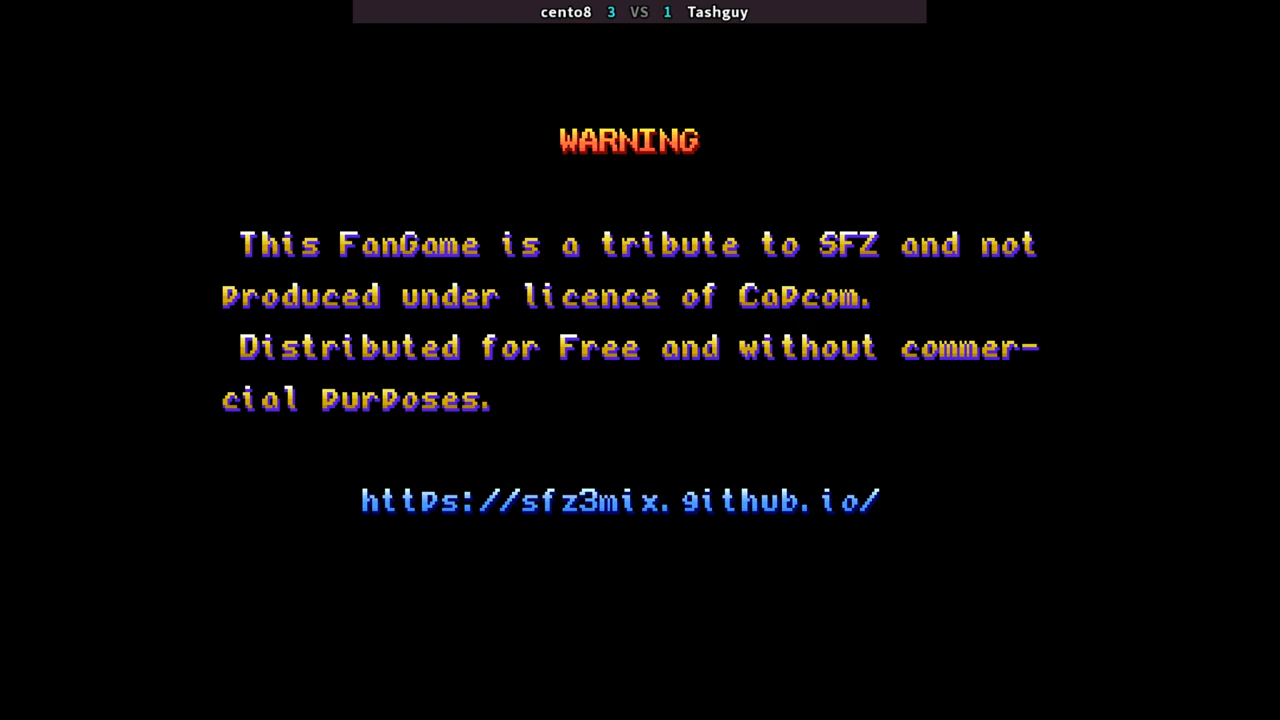 cento8 3 VS 1 Tashguy
WARNING
This FanGame is a tribute to SFZ and not
produced under licence of Capcom.
Distributed for Free and without commer-
cial purposes.
https://sfz3mix.github.io/